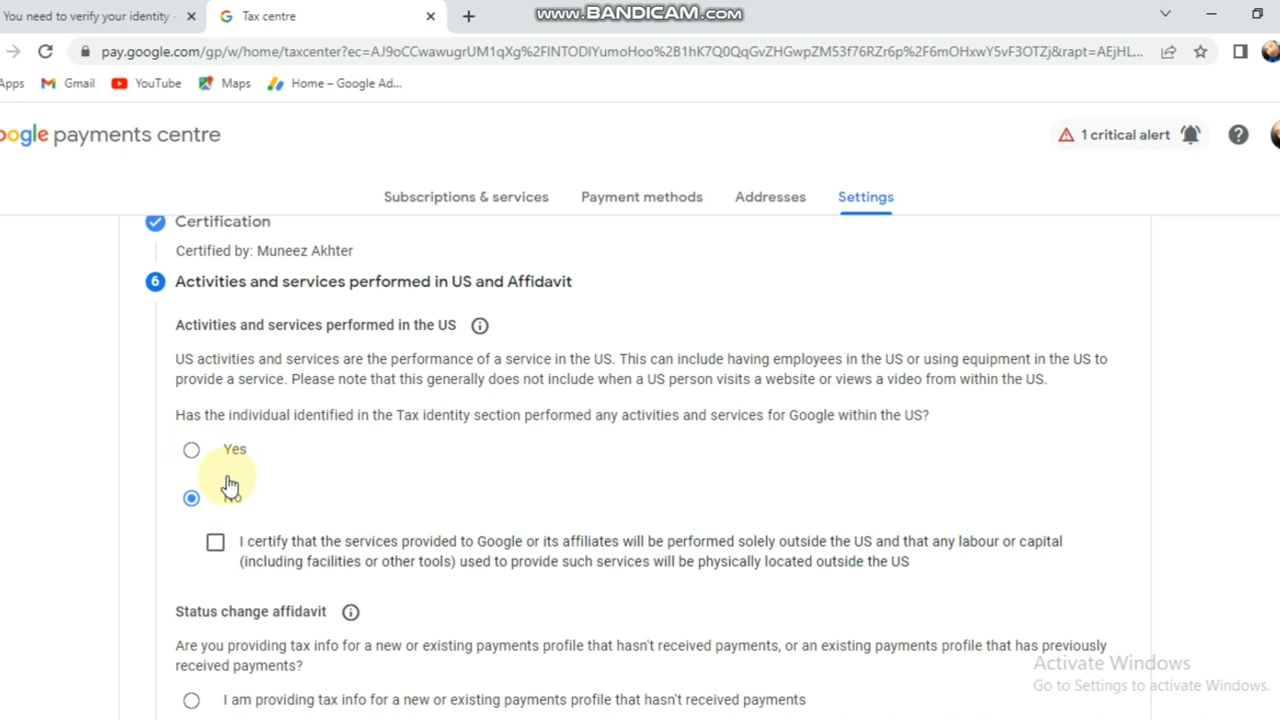 You need to verify your identity -
Tax centre
www.BANDICAM.com
pay.google.com/gp/w/home/taxcenter?ec=AJ9oCCwawugrUM1qXg%2FINTODIYumoHoo%2B1hK7Q0QqGvZHGwpZM53f76RZr6p%2F6mOHxwY5vF3OTZj&rapt=AEjHL...
Apps Gmail YouTube Maps Home – Google Ad...
oogle payments centre
1 critical alert
Subscriptions & services Payment methods Addresses Settings
Certification
Certified by: Muneez Akhter
6 Activities and services performed in US and Affidavit
Activities and services performed in the US
US activities and services are the performance of a service in the US. This can include having employees in the US or using equipment in the US to
provide a service. Please note that this generally does not include when a US person visits a website or views a video from within the US.
Has the individual identified in the Tax identity section performed any activities and services for Google within the US?
Yes
No
I certify that the services provided to Google or its affiliates will be performed solely outside the US and that any labour or capital
(including facilities or other tools) used to provide such services will be physically located outside the US
Status change affidavit
Are you providing tax info for a new or existing payments profile that hasn't received payments, or an existing payments profile that has previously
received payments?
I am providing tax info for a new or existing payments profile that hasn't received payments
Activate Windows
Go to Settings to activate Windows.